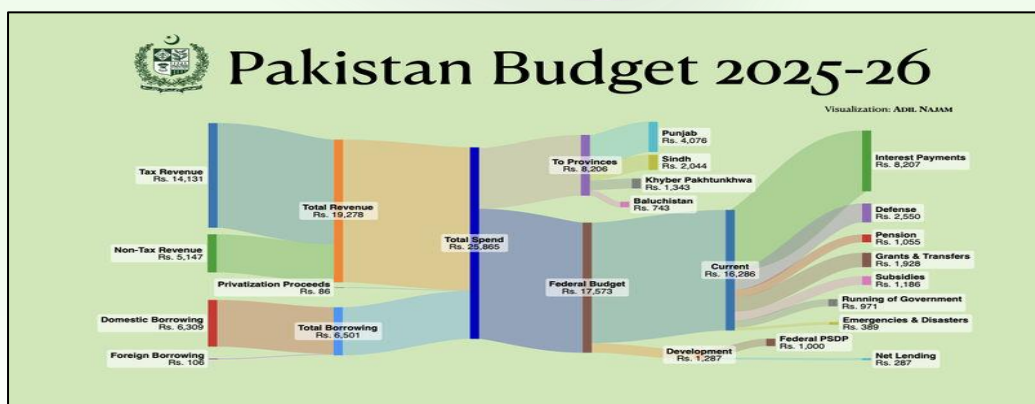 Pakistan Budget 2025-26
Visualization: ADIL NAJAM
Tax Revenue
Rs. 14,131
Non-Tax Revenue
Rs. 5,147
Privatization Proceeds
Rs. 86
Domestic Borrowing
Rs. 6,309
Foreign Borrowing
Rs. 106
Total Revenue
Rs. 19,278
Total Borrowing
Rs. 6,501
Total Spend
Rs. 25,865
To Provinces
Rs. 8,206
Federal Budget
Rs. 17,573
Punjab
Rs. 4,076
Sindh
Rs. 2,044
Khyber Pakhtunkhwa
Rs. 1,343
Baluchistan
Rs. 743
Current
Rs. 16,286
Development
Rs. 1,287
Federal PSDP
Rs. 1,000
Interest Payments
Rs. 8,207
Defense
Rs. 2,550
Pension
Rs. 1,055
Grants & Transfers
Rs. 1,928
Subsidies
Rs. 1,186
Running of Government
Rs. 971
Emergencies & Disasters
Rs. 389
Net Lending
Rs. 287